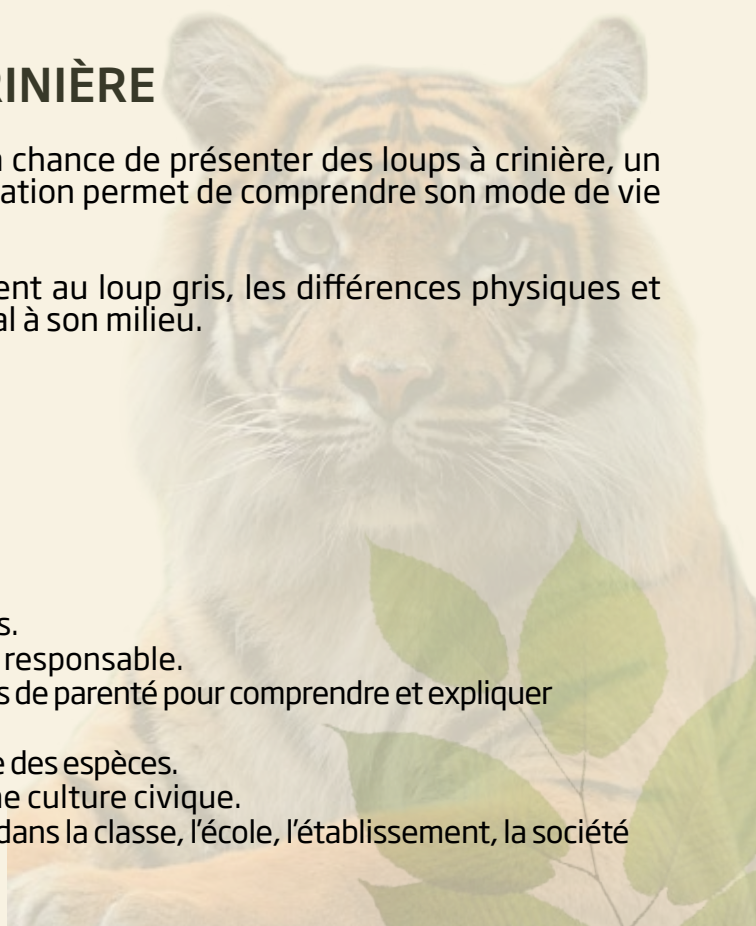 RINIÈRE
chance de présenter des loups à crinière, un
ation permet de comprendre son mode de vie
ent au loup gris, les différences physiques et
al à son milieu.
s.
responsable.
s de parenté pour comprendre et expliquer
e des espèces.
ne culture civique.
dans la classe, l'école, l'établissement, la société